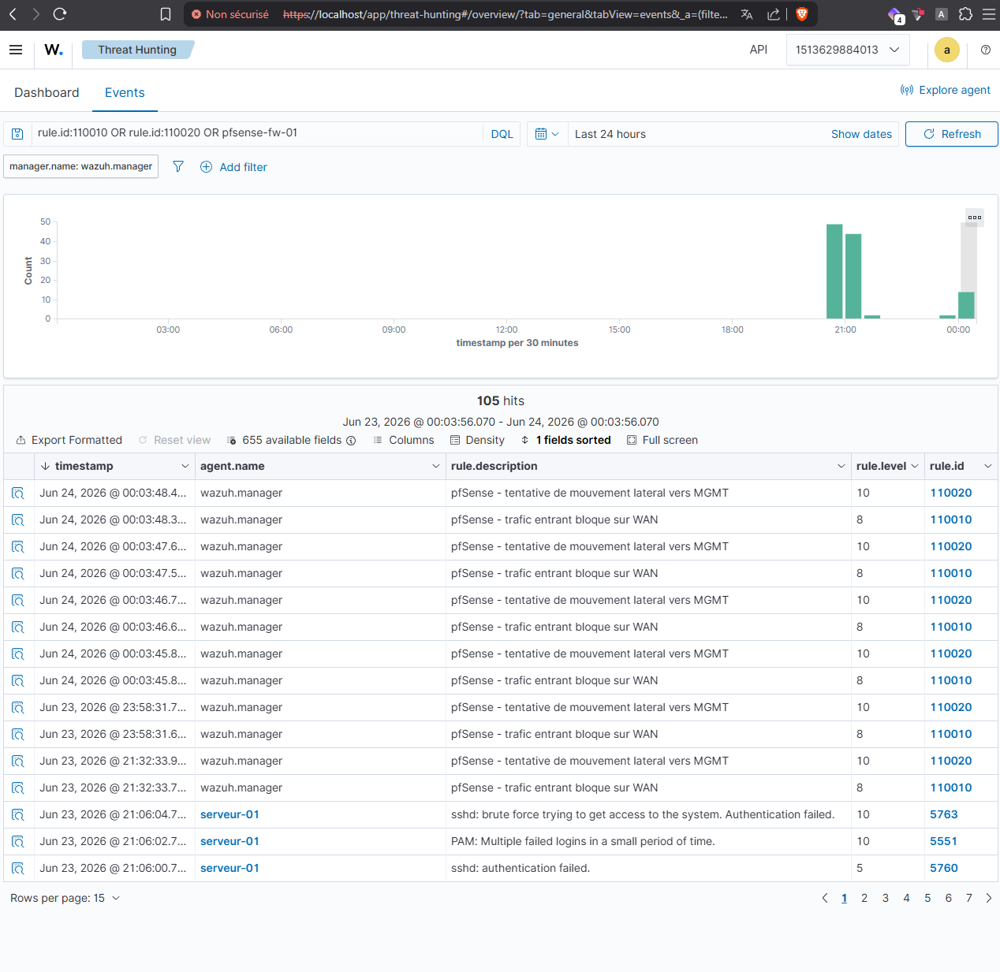 Non sécurisé https://localhost/app/threat-hunting#/overview/?tab=general&tabView=events&_a=(filte... A
4
W. Threat Hunting API 1513629884013 a
Dashboard Events Explore agent
rule.id:110010 OR rule.id:110020 OR pfsense-fw-01 DQL Last 24 hours Show dates Refresh
manager.name: wazuh.manager Add filter
50
40
30
20
10
0
Count
03:00 06:00 09:00 12:00 15:00 18:00 21:00 00:00
timestamp per 30 minutes
105 hits
Jun 23, 2026 @ 00:03:56.070 - Jun 24, 2026 @ 00:03:56.070
Export Formatted Reset view 655 available fields Columns Density 1 fields sorted Full screen
timestamp agent.name rule.description rule.level rule.id
Jun 24, 2026 @ 00:03:48.4... wazuh.manager pfSense - tentative de mouvement lateral vers MGMT 10 110020
Jun 24, 2026 @ 00:03:48.3... wazuh.manager pfSense - trafic entrant bloque sur WAN 8 110010
Jun 24, 2026 @ 00:03:47.6... wazuh.manager pfSense - tentative de mouvement lateral vers MGMT 10 110020
Jun 24, 2026 @ 00:03:47.5... wazuh.manager pfSense - trafic entrant bloque sur WAN 8 110010
Jun 24, 2026 @ 00:03:46.7... wazuh.manager pfSense - tentative de mouvement lateral vers MGMT 10 110020
Jun 24, 2026 @ 00:03:46.6... wazuh.manager pfSense - trafic entrant bloque sur WAN 8 110010
Jun 24, 2026 @ 00:03:45.8... wazuh.manager pfSense - tentative de mouvement lateral vers MGMT 10 110020
Jun 24, 2026 @ 00:03:45.8... wazuh.manager pfSense - trafic entrant bloque sur WAN 8 110010
Jun 23, 2026 @ 23:58:31.7... wazuh.manager pfSense - tentative de mouvement lateral vers MGMT 10 110020
Jun 23, 2026 @ 23:58:31.6... wazuh.manager pfSense - trafic entrant bloque sur WAN 8 110010
Jun 23, 2026 @ 21:32:33.9... wazuh.manager pfSense - tentative de mouvement lateral vers MGMT 10 110020
Jun 23, 2026 @ 21:32:33.7... wazuh.manager pfSense - trafic entrant bloque sur WAN 8 110010
Jun 23, 2026 @ 21:06:04.7... serveur-01 sshd: brute force trying to get access to the system. Authentication failed. 10 5763
Jun 23, 2026 @ 21:06:02.7... serveur-01 PAM: Multiple failed logins in a small period of time. 10 5551
Jun 23, 2026 @ 21:06:00.7... serveur-01 sshd: authentication failed. 5 5760
Rows per page: 15 1 2 3 4 5 6 7